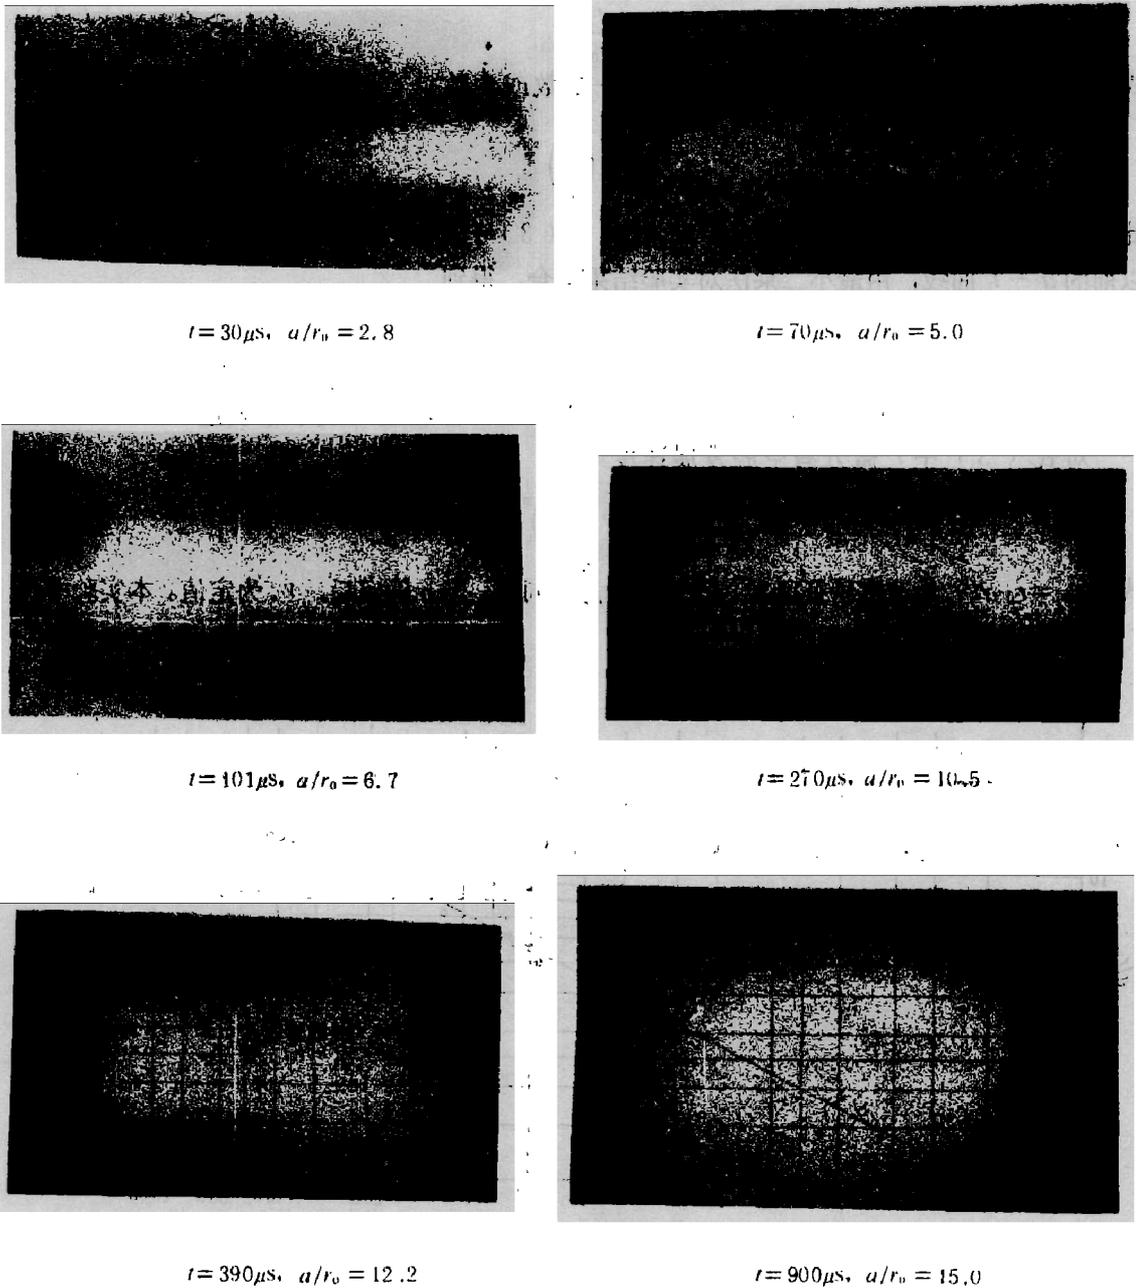 t=30μs, a/r₀=2.8
t=70μs, a/r₀=5.0
t=101μs, a/r₀=6.7
t=270μs, a/r₀=10.5
t=390μs, a/r₀=12.2
t=900μs, a/r₀=15.0